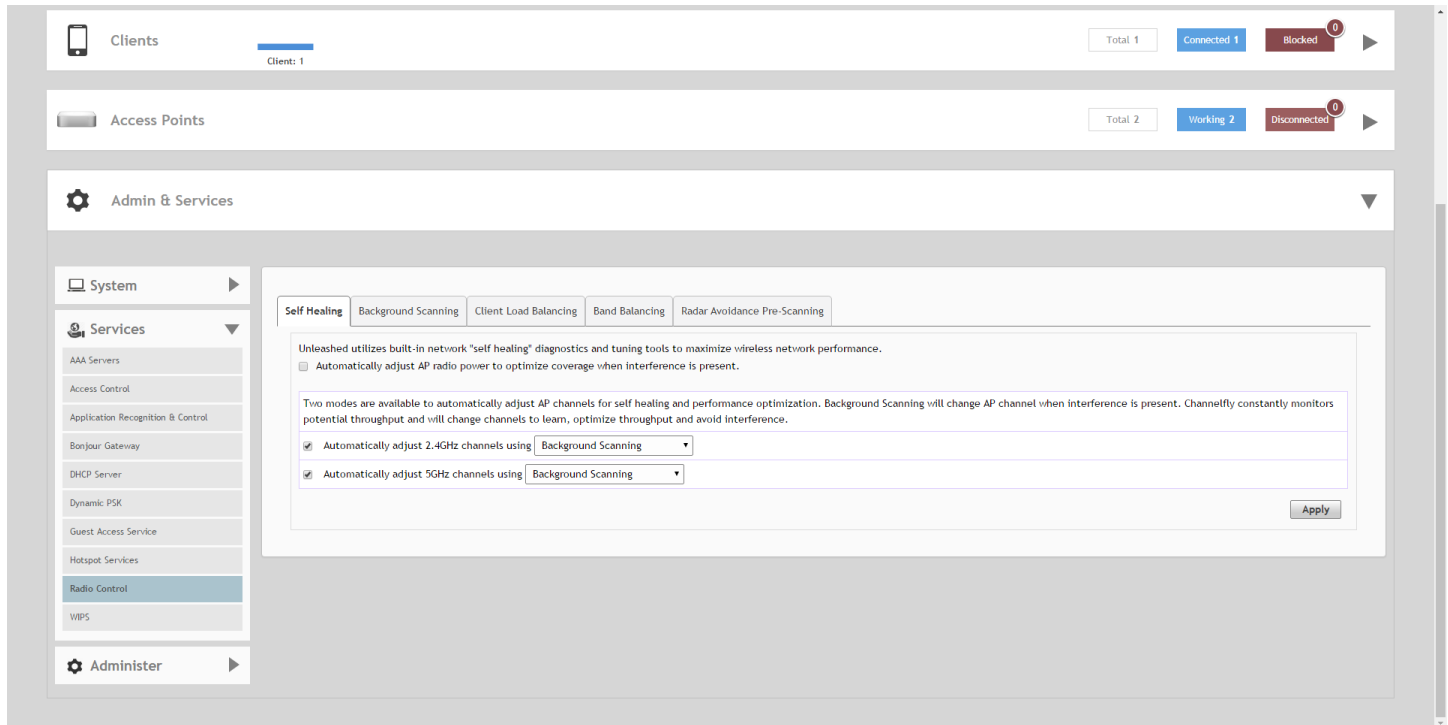 Clients
Client: 1
Total 1
Connected 1
Blocked
0
Access Points
Total 2
Working 2
Disconnected
0
Admin & Services
System
Services
AAA Servers
Access Control
Application Recognition & Control
Bonjour Gateway
DHCP Server
Dynamic PSK
Guest Access Service
Hotspot Services
Radio Control
WIPS
Administer
Self Healing
Background Scanning
Client Load Balancing
Band Balancing
Radar Avoidance Pre-Scanning
Unleashed utilizes built-in network "self healing" diagnostics and tuning tools to maximize wireless network performance.
Automatically adjust AP radio power to optimize coverage when interference is present.
Two modes are available to automatically adjust AP channels for self healing and performance optimization. Background Scanning will change AP channel when interference is present. Channelfly constantly monitors
potential throughput and will change channels to learn, optimize throughput and avoid interference.
Automatically adjust 2.4GHz channels using Background Scanning
Automatically adjust 5GHz channels using Background Scanning
Apply